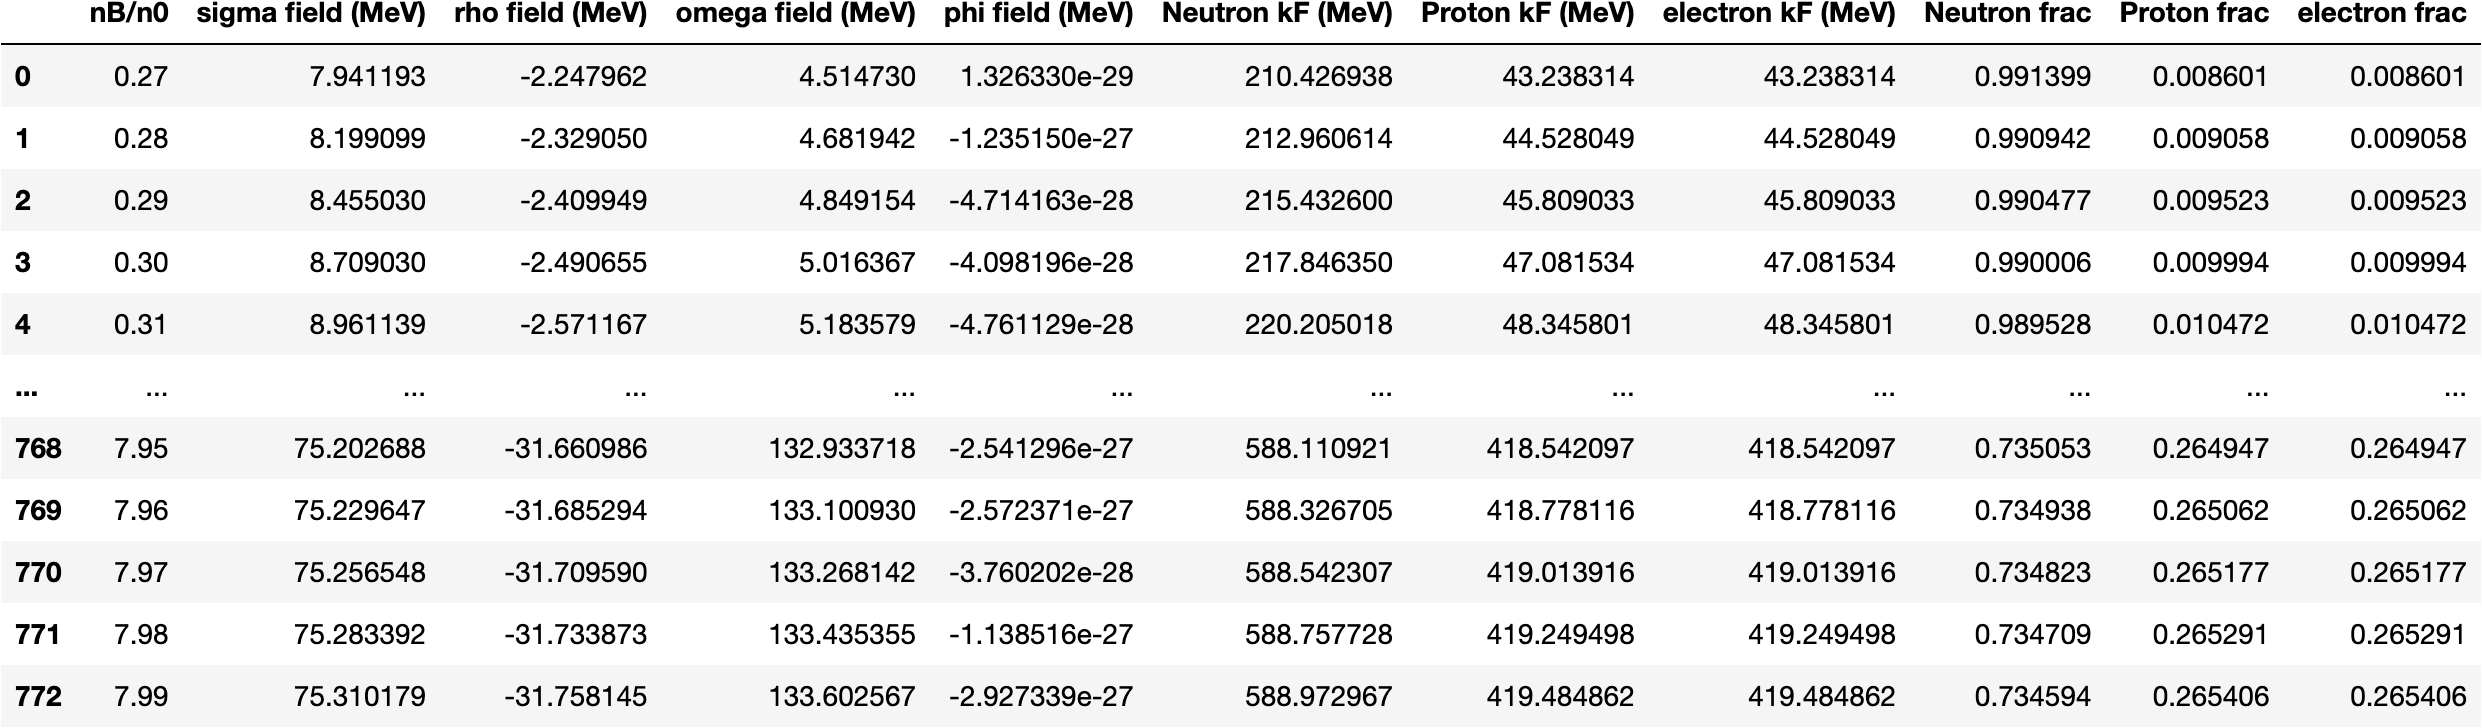 nB/n0 sigma field (MeV) rho field (MeV) omega field (MeV) phi field (MeV) Neutron kF (MeV) Proton kF (MeV) electron kF (MeV) Neutron frac Proton frac electron frac
0 0.27 7.941193 -2.247962 4.514730 1.326330e-29 210.426938 43.238314 43.238314 0.991399 0.008601 0.008601
1 0.28 8.199099 -2.329050 4.681942 -1.235150e-27 212.960614 44.528049 44.528049 0.990942 0.009058 0.009058
2 0.29 8.455030 -2.409949 4.849154 -4.714163e-28 215.432600 45.809033 45.809033 0.990477 0.009523 0.009523
3 0.30 8.709030 -2.490655 5.016367 -4.098196e-28 217.846350 47.081534 47.081534 0.990006 0.009994 0.009994
4 0.31 8.961139 -2.571167 5.183579 -4.761129e-28 220.205018 48.345801 48.345801 0.989528 0.010472 0.010472
... ... ... ... ... ... ... ... ... ... ... ...
768 7.95 75.202688 -31.660986 132.933718 -2.541296e-27 588.110921 418.542097 418.542097 0.735053 0.264947 0.264947
769 7.96 75.229647 -31.685294 133.100930 -2.572371e-27 588.326705 418.778116 418.778116 0.734938 0.265062 0.265062
770 7.97 75.256548 -31.709590 133.268142 -3.760202e-28 588.542307 419.013916 419.013916 0.734823 0.265177 0.265177
771 7.98 75.283392 -31.733873 133.435355 -1.138516e-27 588.757728 419.249498 419.249498 0.734709 0.265291 0.265291
772 7.99 75.310179 -31.758145 133.602567 -2.927339e-27 588.972967 419.484862 419.484862 0.734594 0.265406 0.265406